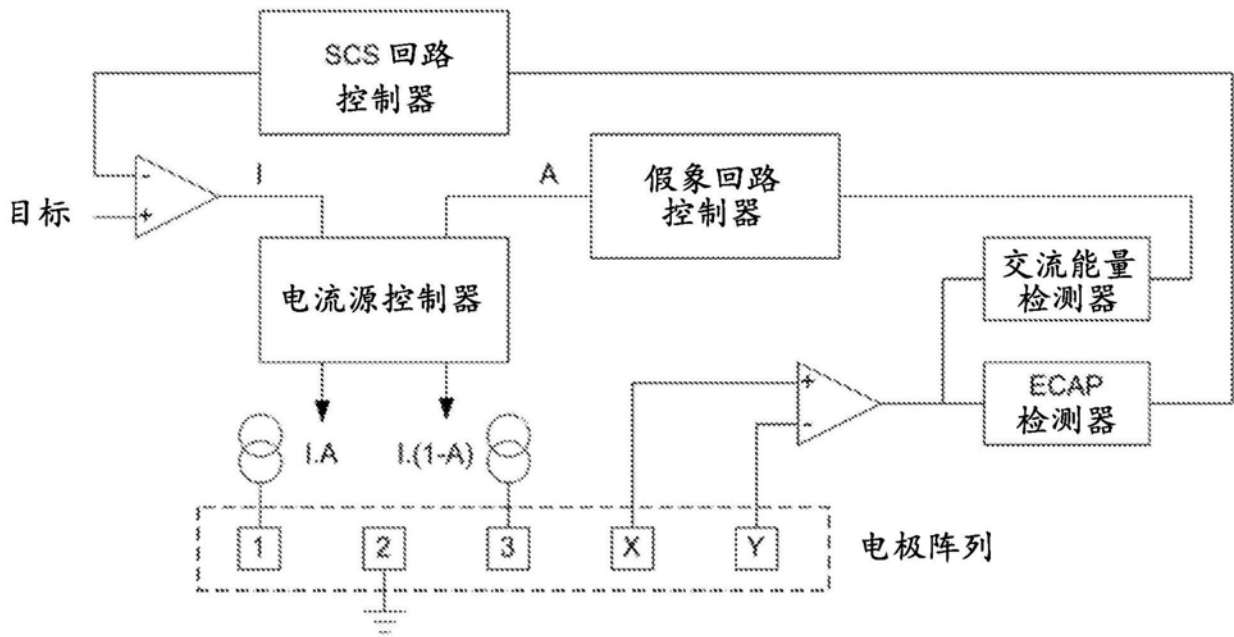 SCS 回路
控制器
-
+
目标
I
A
假象回路
控制器
电流源控制器
交流能量
检测器
+
-
ECAP
检测器
I.A
I.(1-A)
1
2
3
X
Y
电极阵列